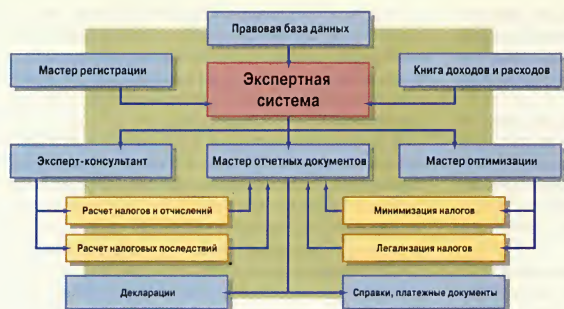 Правовая база данных
Мастер регистрации
Экспертная
система
Книга доходов и расходов
Эксперт-консультант
Мастер отчетных документов
Мастер оптимизации
Расчет налогов и отчислений
Минимизация налогов
Расчет налоговых последствий
Легализация налогов
Декларации
Справки, платежные документы